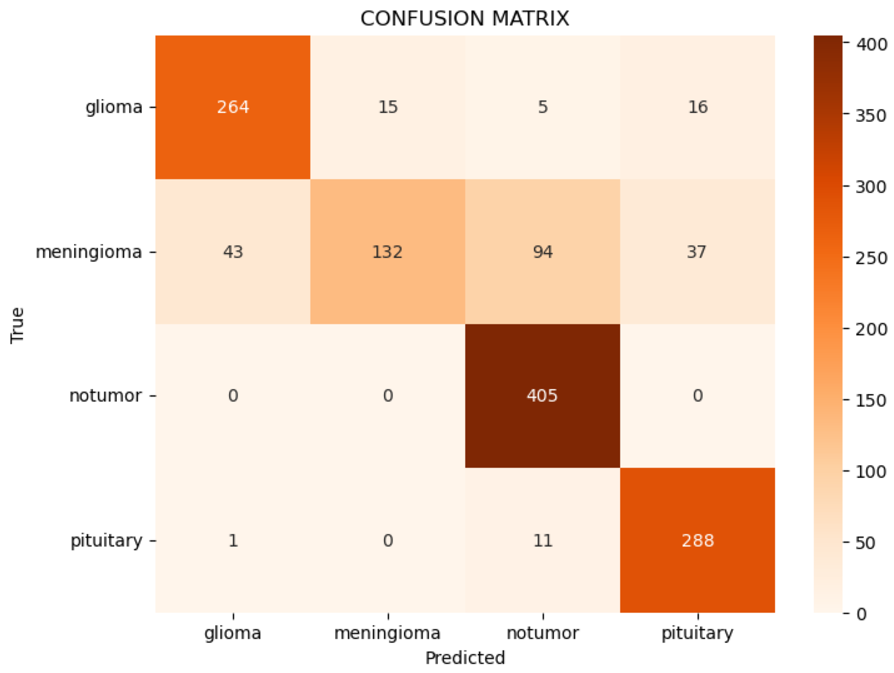 CONFUSION MATRIX
glioma 264 15 5 16
meningioma 43 132 94 37
notumor 0 0 405 0
pituitary 1 0 11 288
glioma meningioma notumor pituitary
Predicted
True
400
350
300
250
200
150
100
50
0